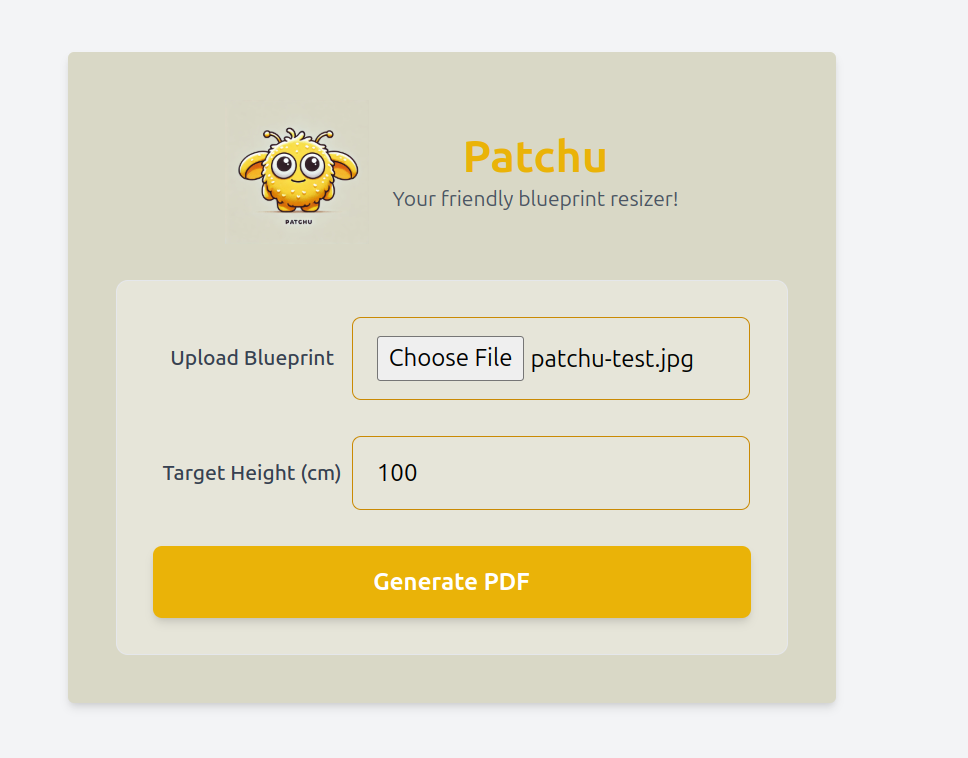 PATCHU
Patchu
Your friendly blueprint resizer!
Upload Blueprint
Choose File patchu-test.jpg
Target Height (cm)
100
Generate PDF